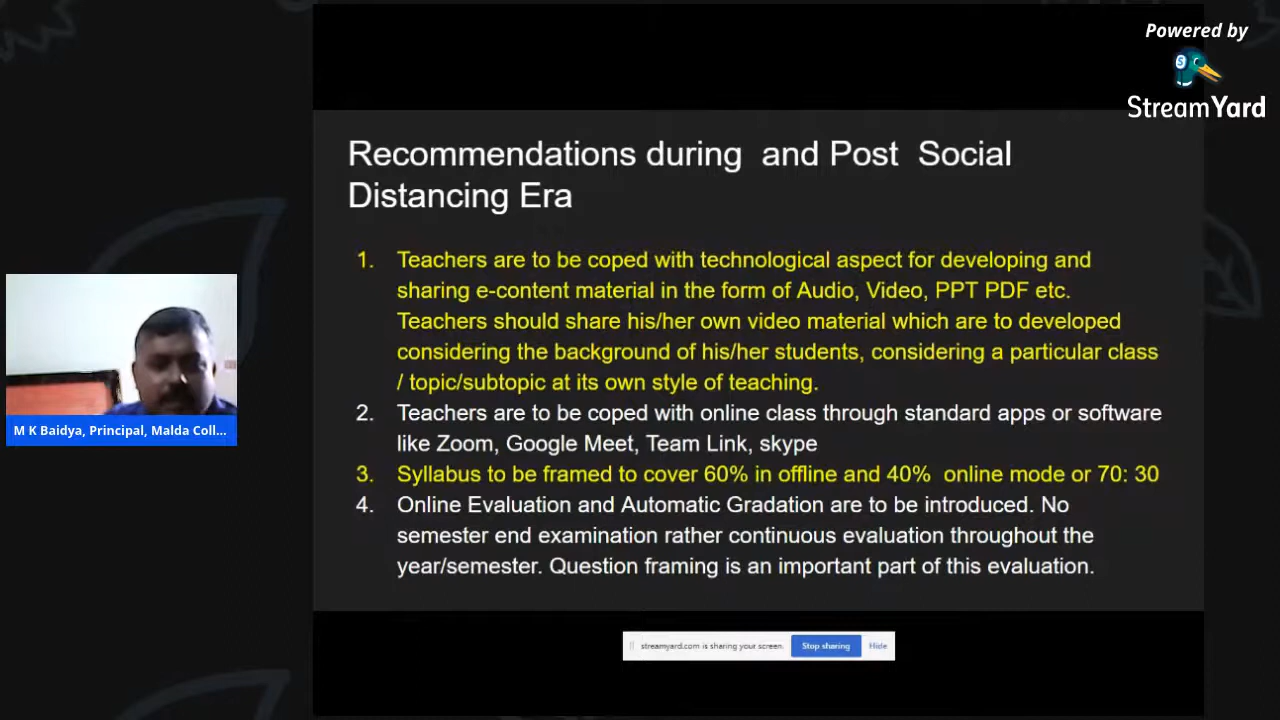 Powered by
StreamYard
Recommendations during and Post Social
Distancing Era
1. Teachers are to be coped with technological aspect for developing and
sharing e-content material in the form of Audio, Video, PPT PDF etc.
Teachers should share his/her own video material which are to developed
considering the background of his/her students, considering a particular class
/ topic/subtopic at its own style of teaching.
2. Teachers are to be coped with online class through standard apps or software
like Zoom, Google Meet, Team Link, skype
3. Syllabus to be framed to cover 60% in offline and 40% online mode or 70: 30
4. Online Evaluation and Automatic Gradation are to be introduced. No
semester end examination rather continuous evaluation throughout the
year/semester. Question framing is an important part of this evaluation.
M K Baidya, Principal, Malda Coll...
streamyard.com is sharing your screen. Stop sharing Hide